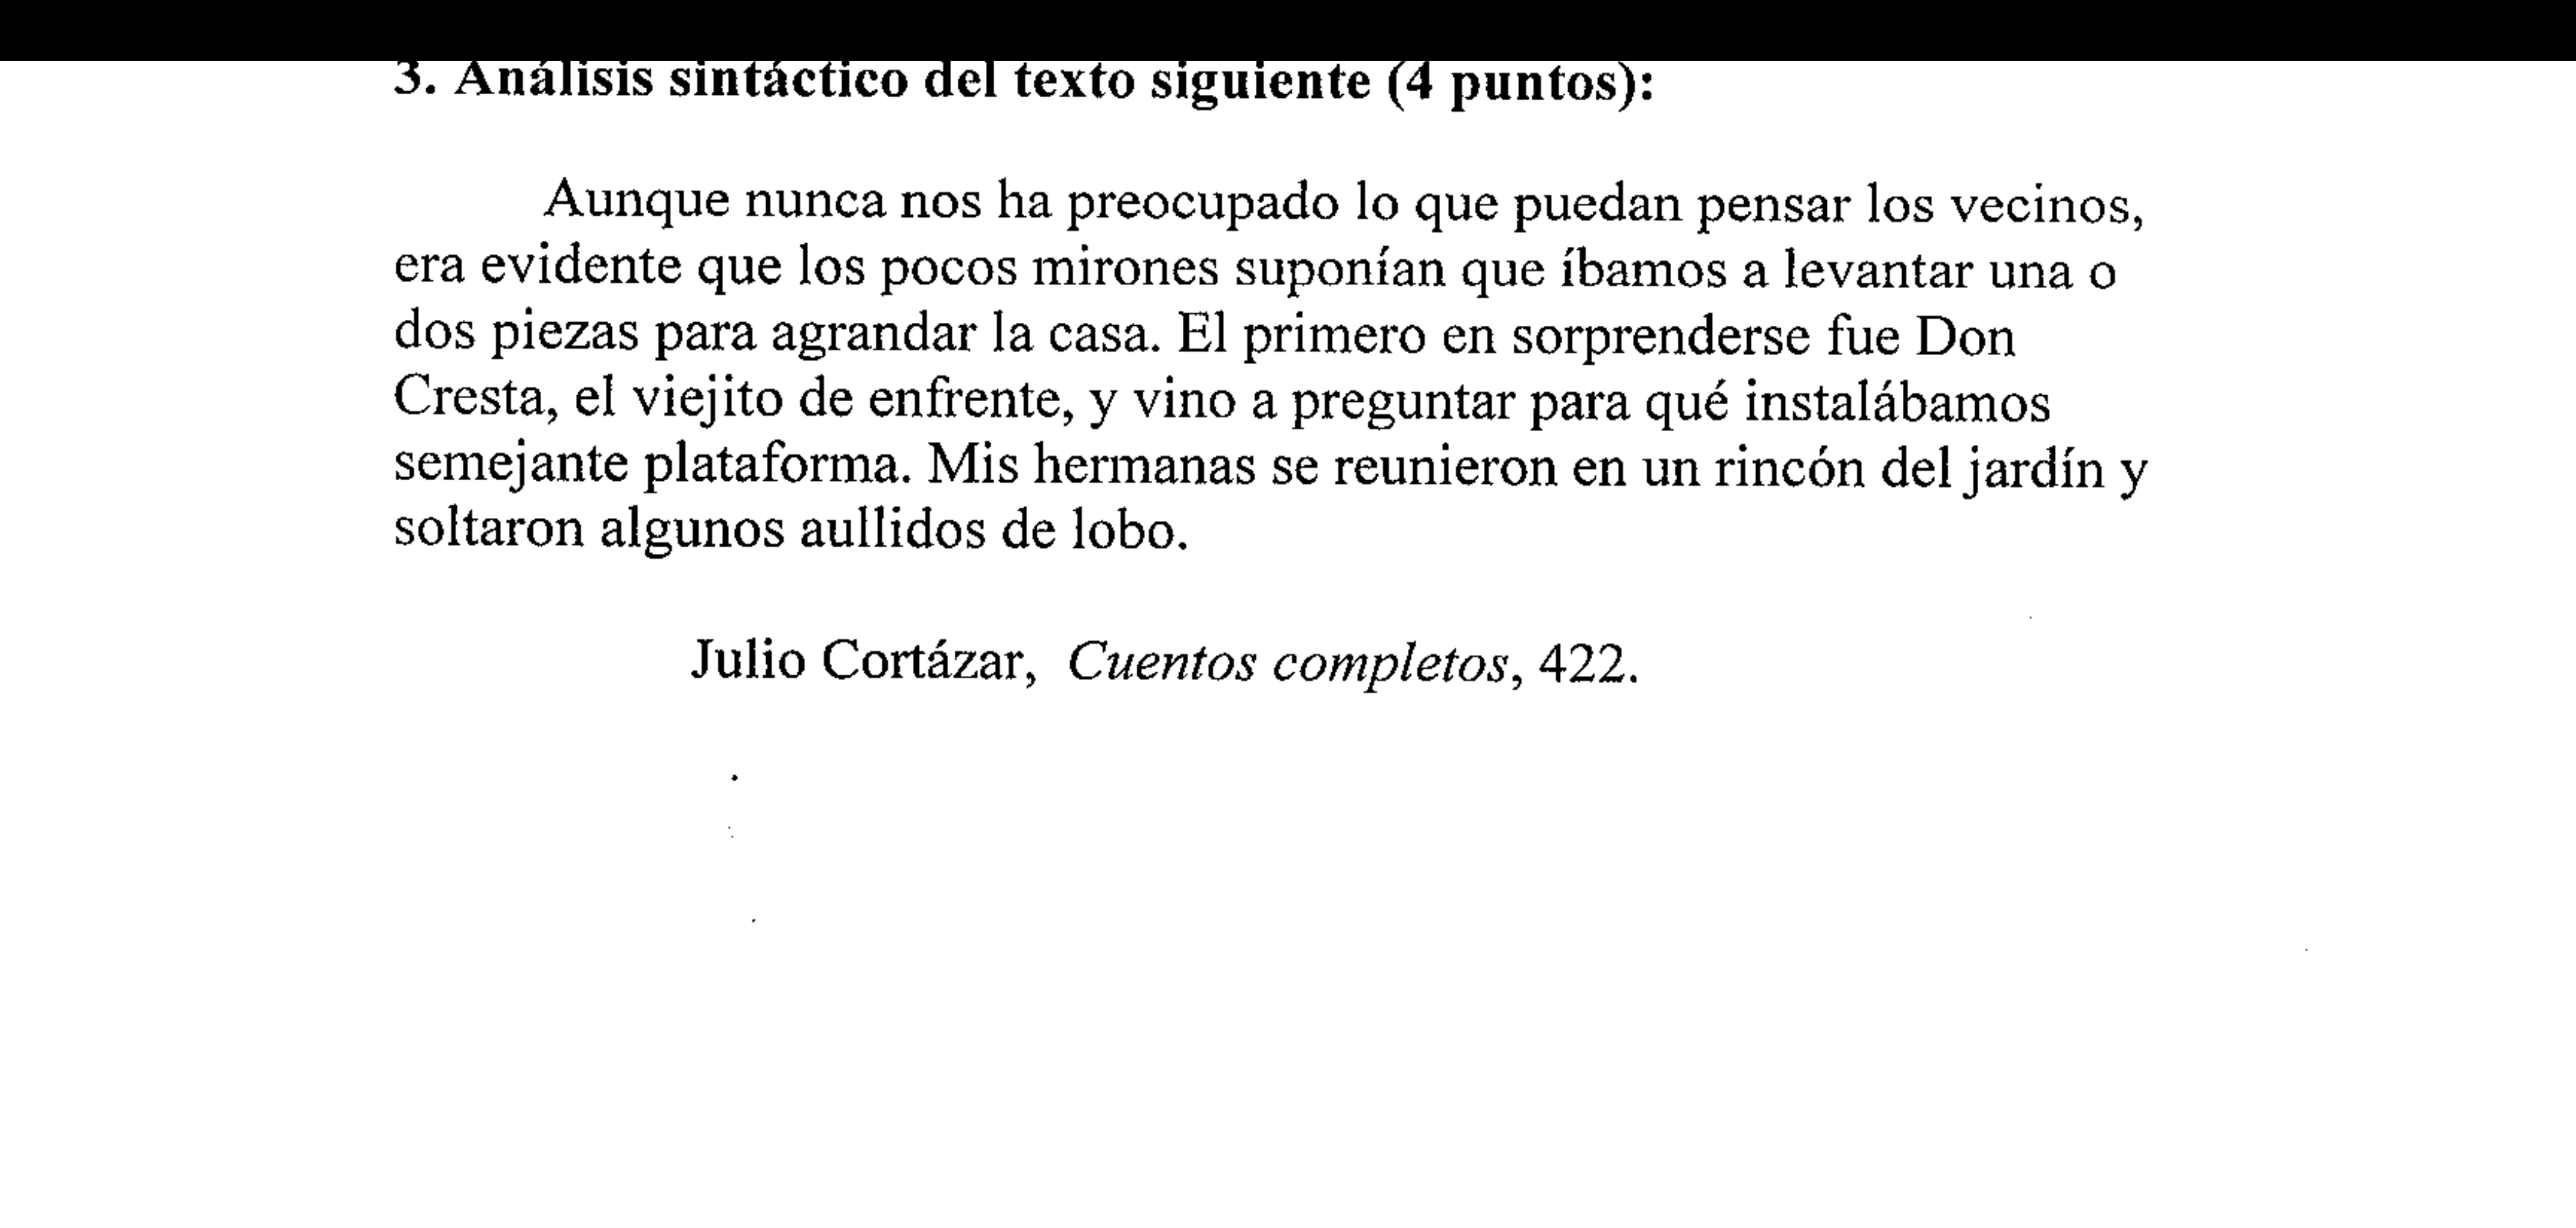 3. Análisis sintáctico del texto siguiente (4 puntos):
Aunque nunca nos ha preocupado lo que puedan pensar los vecinos,
era evidente que los pocos mirones suponían que íbamos a levantar una o
dos piezas para agrandar la casa. El primero en sorprenderse fue Don
Cresta, el viejito de enfrente, y vino a preguntar para qué instalábamos
semejante plataforma. Mis hermanas se reunieron en un rincón del jardín y
soltaron algunos aullidos de lobo.
Julio Cortázar, Cuentos completos, 422.